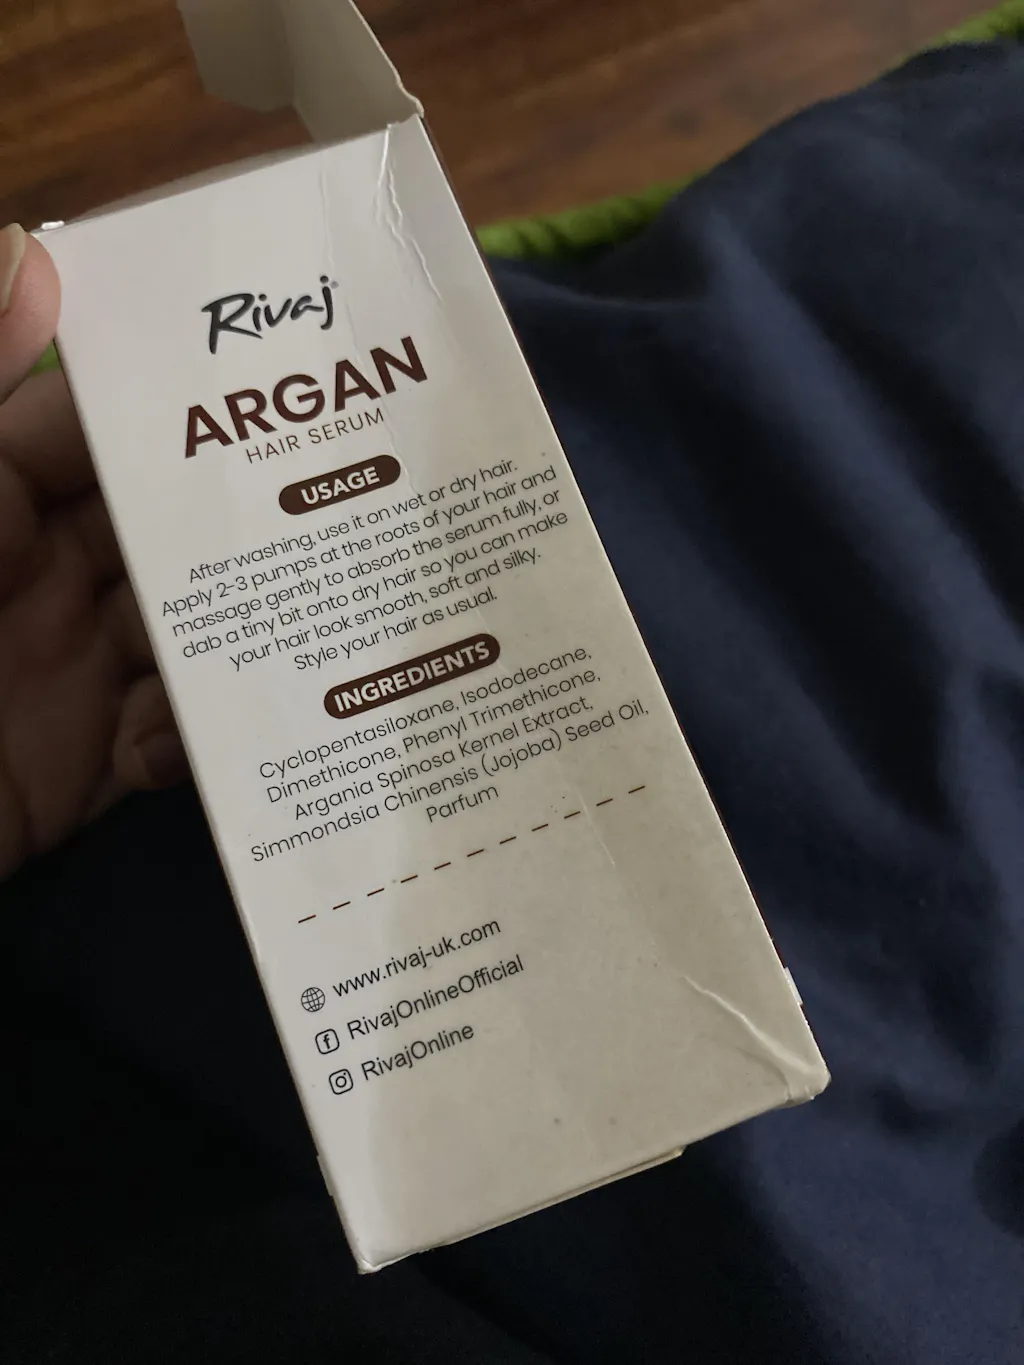 Rivaj®
ARGAN
HAIR SERUM
USAGE
After washing, use it on wet or dry hair.
Apply 2-3 pumps at the roots of your hair and
massage gently to absorb the serum fully, or
dab a tiny bit onto dry hair so you can make
your hair look smooth, soft and silky.
Style your hair as usual.
INGREDIENTS
Cyclopentasiloxane, Isododecane,
Dimethicone, Phenyl Trimethicone,
Argania Spinosa Kernel Extract,
Simmondsia Chinensis (Jojoba) Seed Oil,
Parfum
www.rivaj-uk.com
RivajOnlineOfficial
RivajOnline